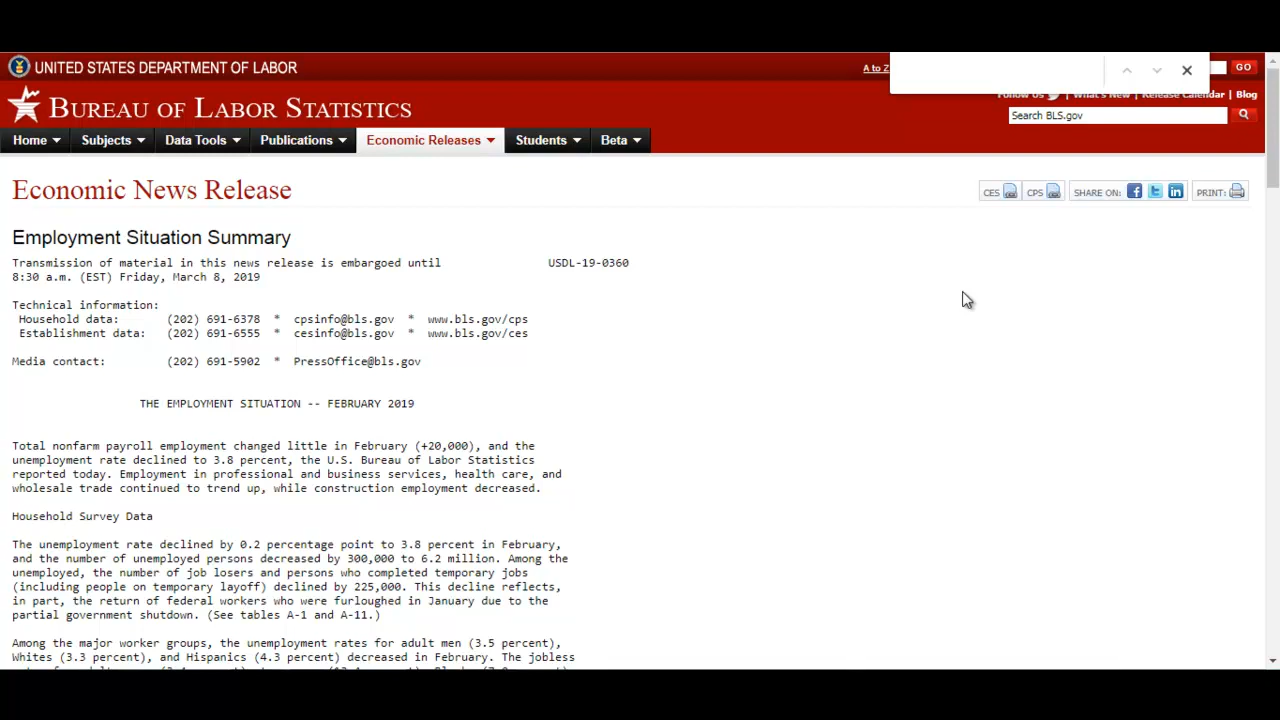 UNITED STATES DEPARTMENT OF LABOR
A to Z
GO
Follow Us | What's New | Release Calendar | Blog
BUREAU OF LABOR STATISTICS
Search BLS.gov
Home Subjects Data Tools Publications Economic Releases Students Beta
Economic News Release
CES CPS SHARE ON: PRINT:
Employment Situation Summary
Transmission of material in this news release is embargoed until USDL-19-0360
8:30 a.m. (EST) Friday, March 8, 2019
Technical information:
Household data: (202) 691-6378 * cpsinfo@bls.gov * www.bls.gov/cps
Establishment data: (202) 691-6555 * cesinfo@bls.gov * www.bls.gov/ces
Media contact: (202) 691-5902 * PressOffice@bls.gov
THE EMPLOYMENT SITUATION -- FEBRUARY 2019
Total nonfarm payroll employment changed little in February (+20,000), and the
unemployment rate declined to 3.8 percent, the U.S. Bureau of Labor Statistics
reported today. Employment in professional and business services, health care, and
wholesale trade continued to trend up, while construction employment decreased.
Household Survey Data
The unemployment rate declined by 0.2 percentage point to 3.8 percent in February,
and the number of unemployed persons decreased by 300,000 to 6.2 million. Among the
unemployed, the number of job losers and persons who completed temporary jobs
(including people on temporary layoff) declined by 225,000. This decline reflects,
in part, the return of federal workers who were furloughed in January due to the
partial government shutdown. (See tables A-1 and A-11.)
Among the major worker groups, the unemployment rates for adult men (3.5 percent),
Whites (3.3 percent), and Hispanics (4.3 percent) decreased in February. The jobless